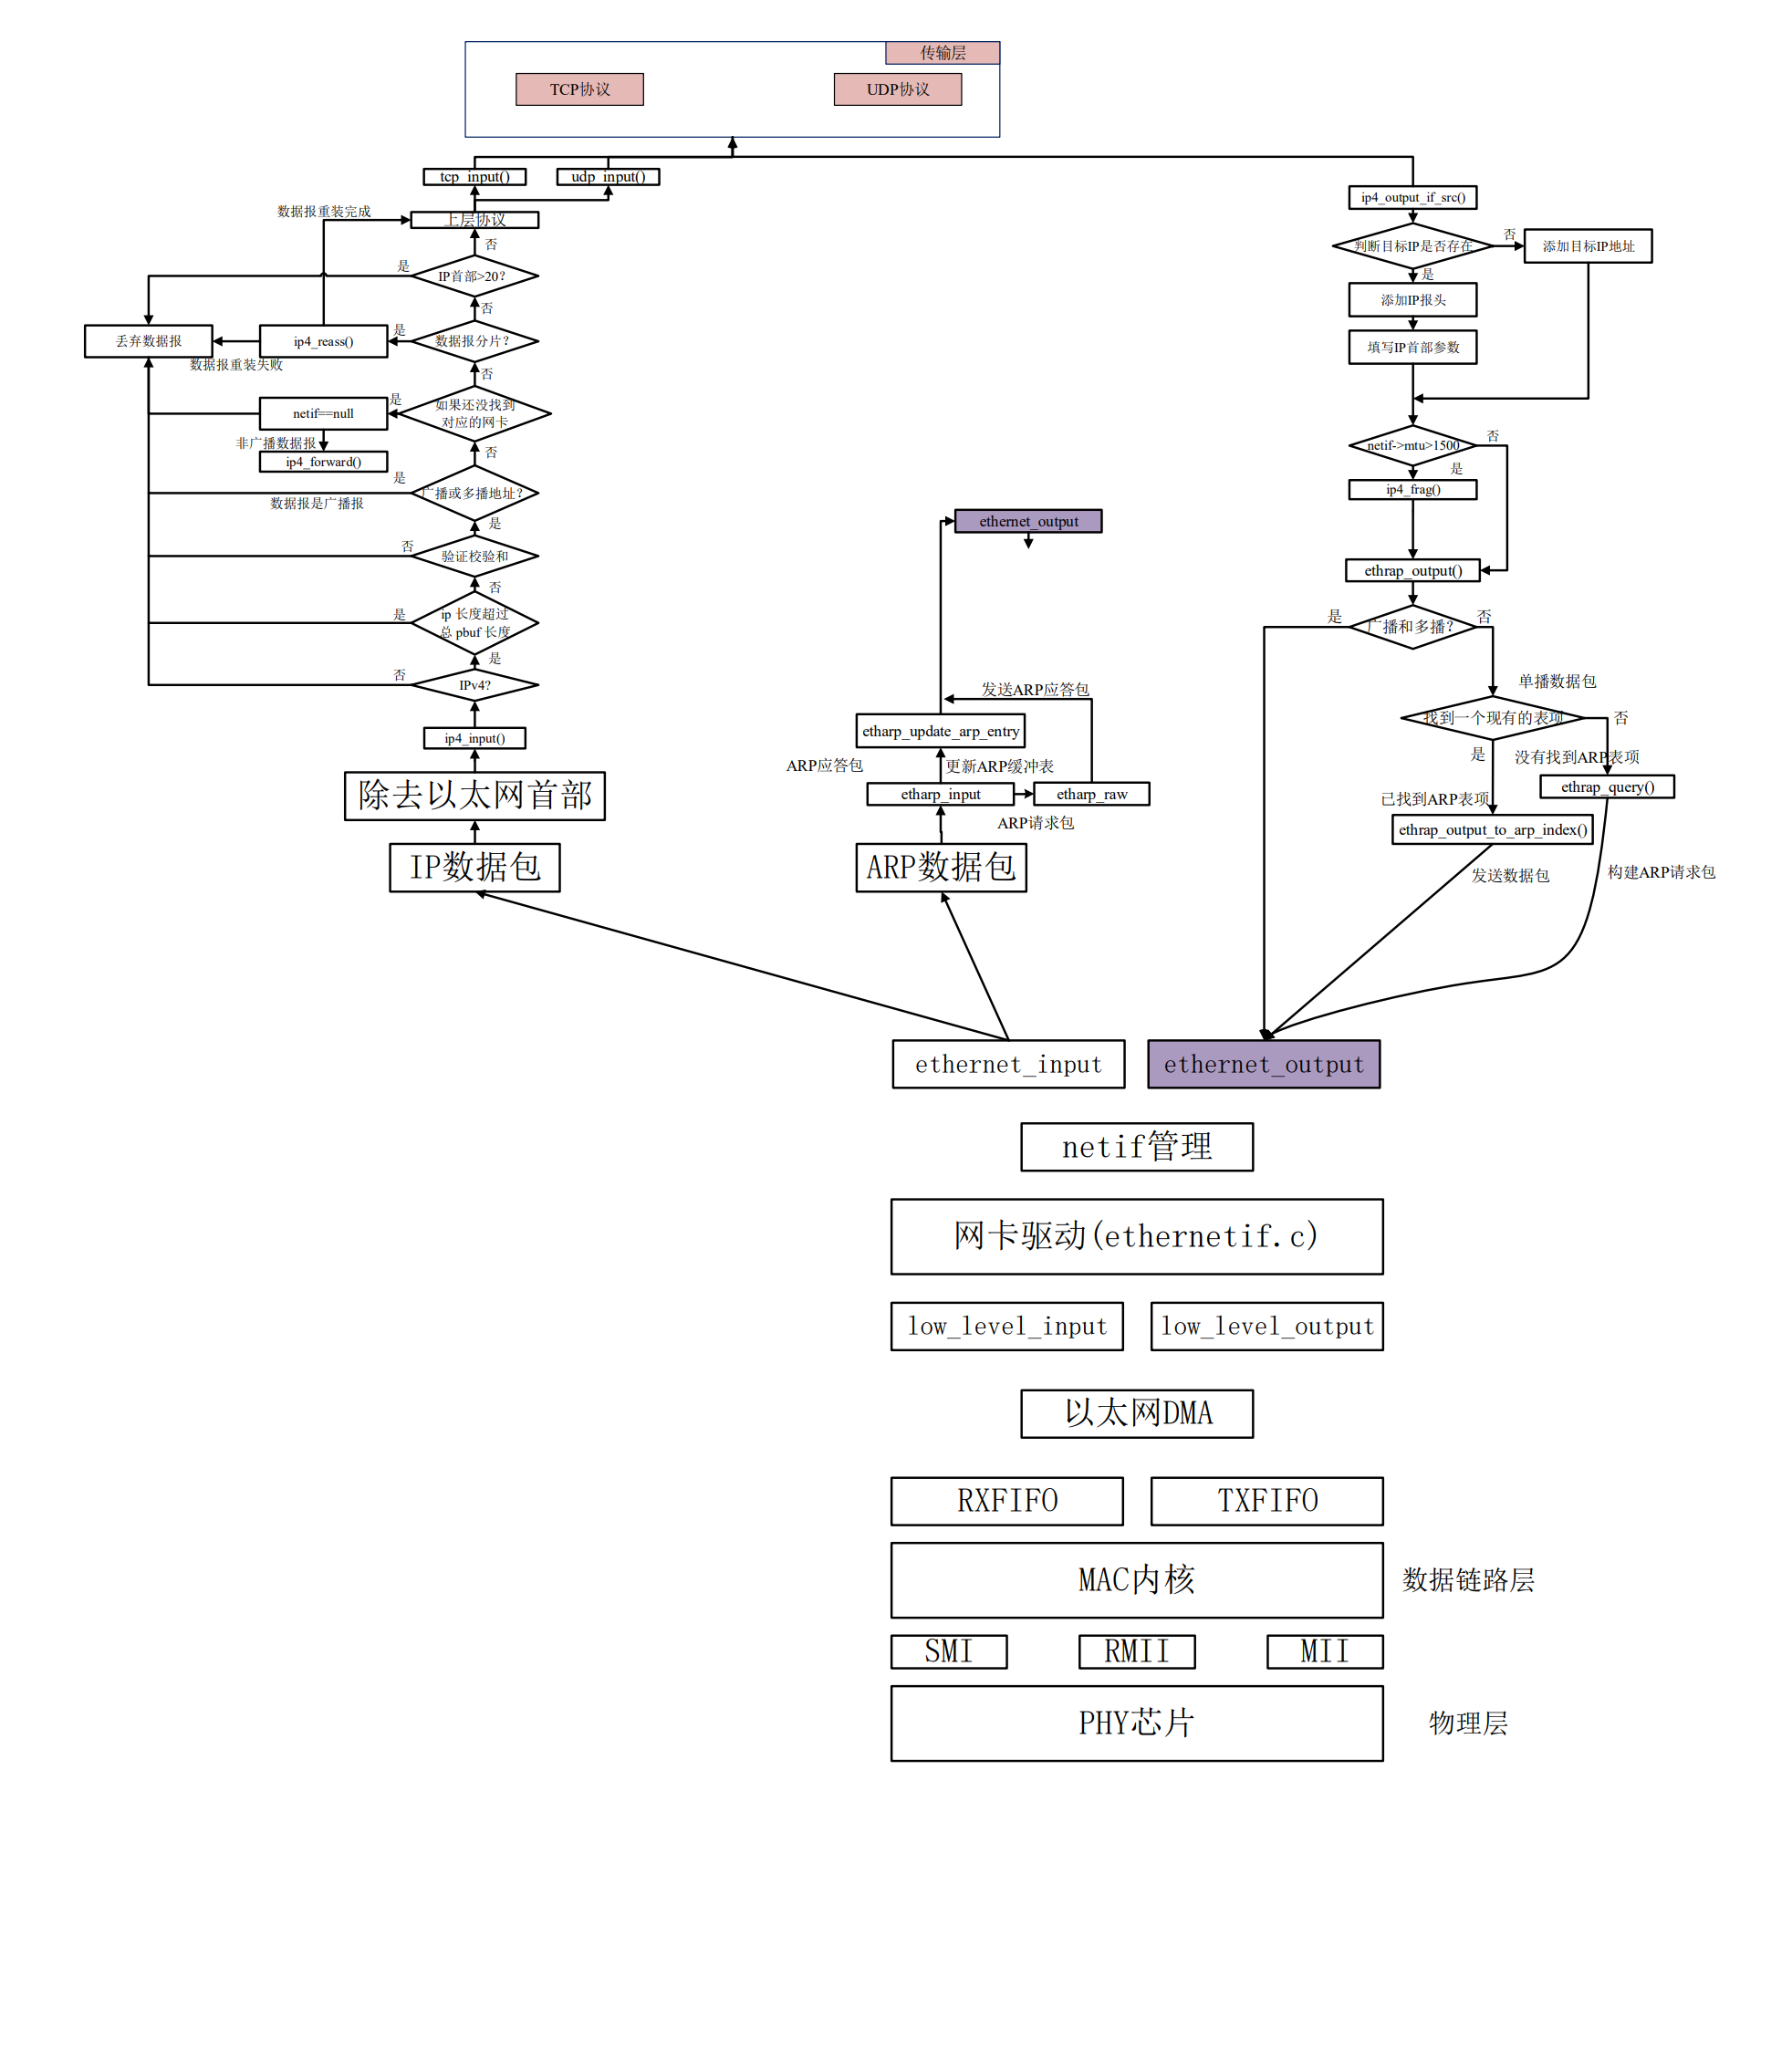 传输层
TCP协议
UDP协议
tcp_input()
udp_input()
数据报重装完成
上层协议
否
是
IP首部>20?
否
丢弃数据报
ip4_reass()
是
数据报分片?
数据报重装失败
否
netif==null
是
如果还没找到
对应的网卡
非广播数据报
ip4_forward()
否
是
广播或多播地址?
数据报是广播报
是
否
验证校验和
否
是
ip 长度超过
总 pbuf 长度
是
否
IPv4?
ip4_input()
除去以太网首部
IP数据包
ethernet_output
发送ARP应答包
etharp_update_arp_entry
ARP应答包
更新ARP缓冲表
etharp_input
etharp_raw
ARP请求包
ARP数据包
ip4_output_if_src()
判断目标IP是否存在
否
添加目标IP地址
是
添加IP报头
填写IP首部参数
netif->mtu>1500
否
是
ip4_frag()
ethrap_output()
是
广播和多播?
否
单播数据包
找到一个现有的表项
否
是
没有找到ARP表项
ethrap_query()
已找到ARP表项
ethrap_output_to_arp_index()
发送数据包
构建ARP请求包
ethernet_input
ethernet_output
netif管理
网卡驱动(ethernetif.c)
low_level_input
low_level_output
以太网DMA
RXFIFO
TXFIFO
MAC内核
数据链路层
SMI
RMII
MII
PHY芯片
物理层